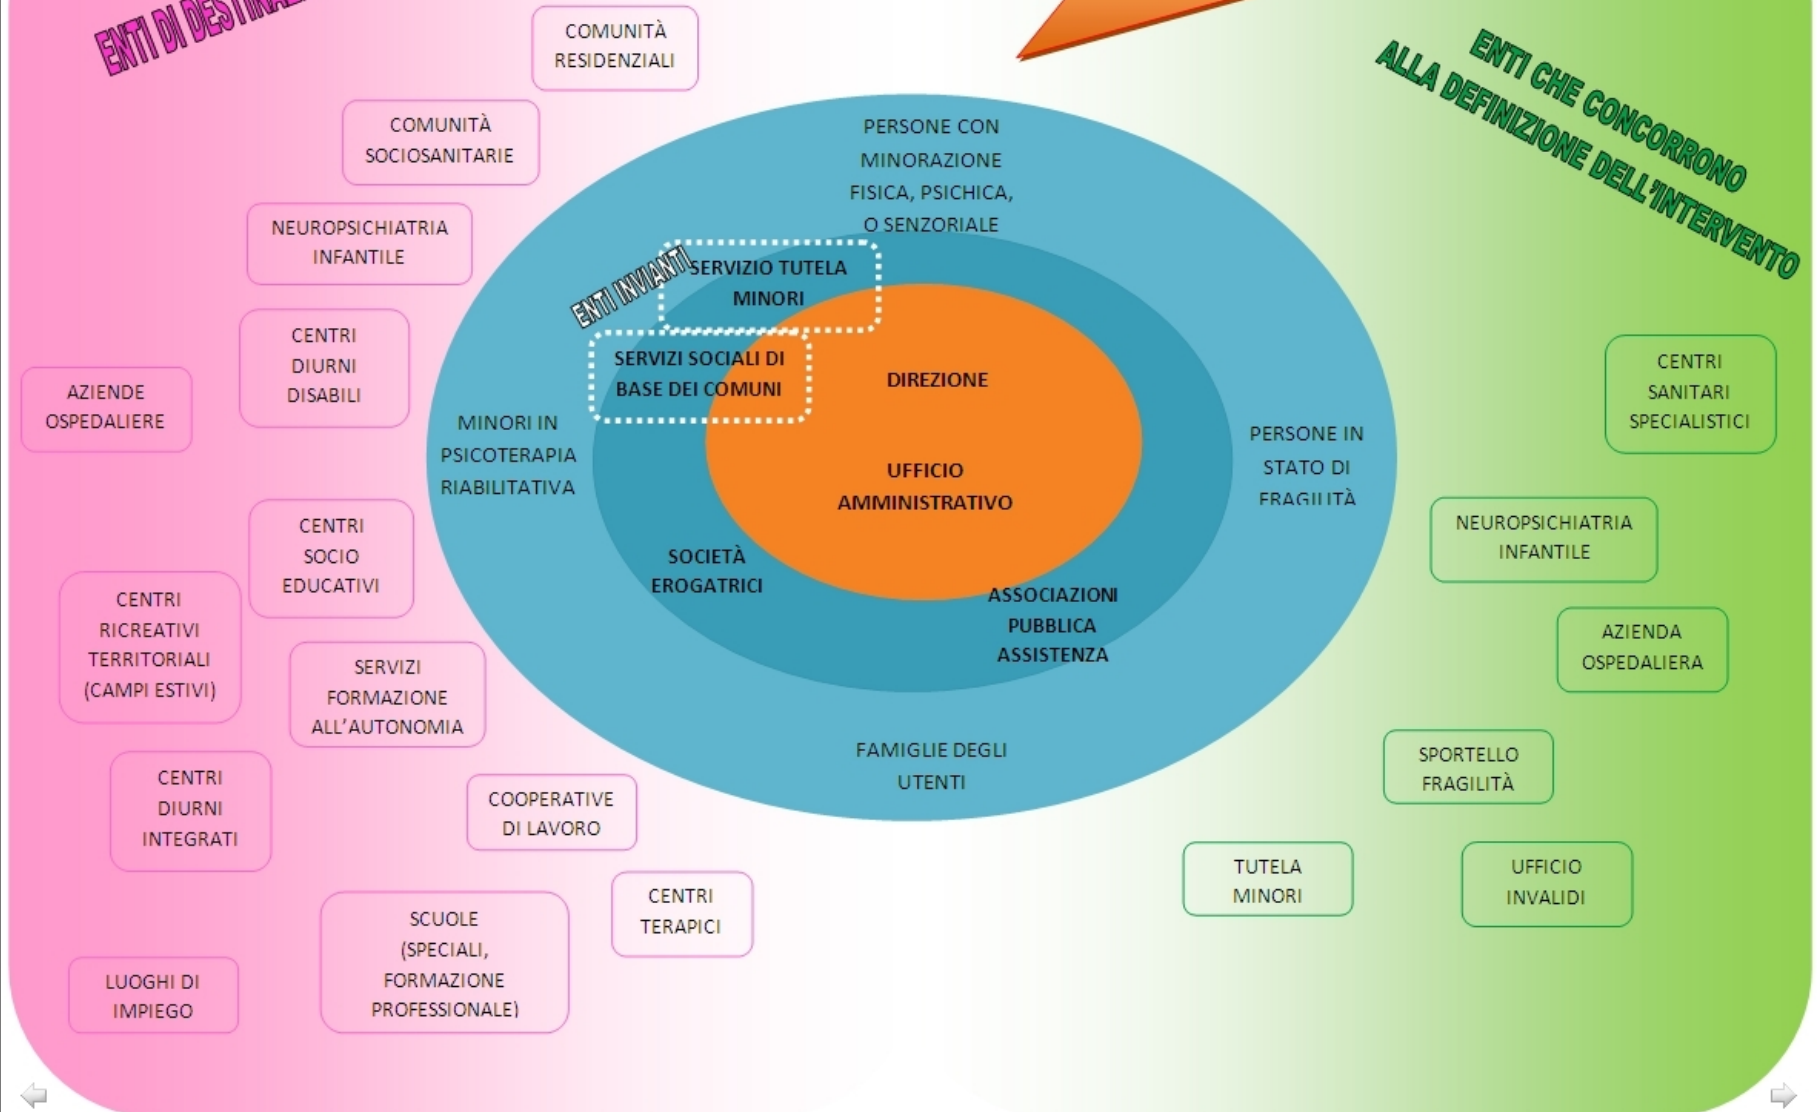 ENTI DI
COMUNITÀ
RESIDENZIALI
COMUNITÀ
SOCIOSANITARIE
NEUROPSICHIATRIA
INFANTILE
CENTRI
DIURNI
DISABILI
AZIENDE
OSPEDALIERE
CENTRI
SOCIO
EDUCATIVI
CENTRI
RICREATIVI
TERRITORIALI
(CAMPI ESTIVI)
SERVIZI
FORMAZIONE
ALL'AUTONOMIA
CENTRI
DIURNI
INTEGRATI
COOPERATIVE
DI LAVORO
CENTRI
TERAPICI
SCUOLE
(SPECIALI,
FORMAZIONE
PROFESSIONALE)
LUOGHI DI
IMPIEGO
PERSONE CON
MINORAZIONE
FISICA, PSICHICA,
O SENZORIALE
ENTI INVIANTI
SERVIZIO TUTELA
MINORI
SERVIZI SOCIALI DI
BASE DEI COMUNI
DIREZIONE
UFFICIO
AMMINISTRATIVO
MINORI IN
PSICOTERAPIA
RIABILITATIVA
PERSONE IN
STATO DI
FRAGILITÀ
SOCIETÀ
EROGATRICI
ASSOCIAZIONI
PUBBLICA
ASSISTENZA
FAMIGLIE DEGLI
UTENTI
ENTI CHE CONCORRONO
ALLA DEFINIZIONE DELL'INTERVENTO
CENTRI
SANITARI
SPECIALISTICI
NEUROPSICHIATRIA
INFANTILE
AZIENDA
OSPEDALIERA
SPORTELLO
FRAGILITÀ
TUTELA
MINORI
UFFICIO
INVALIDI